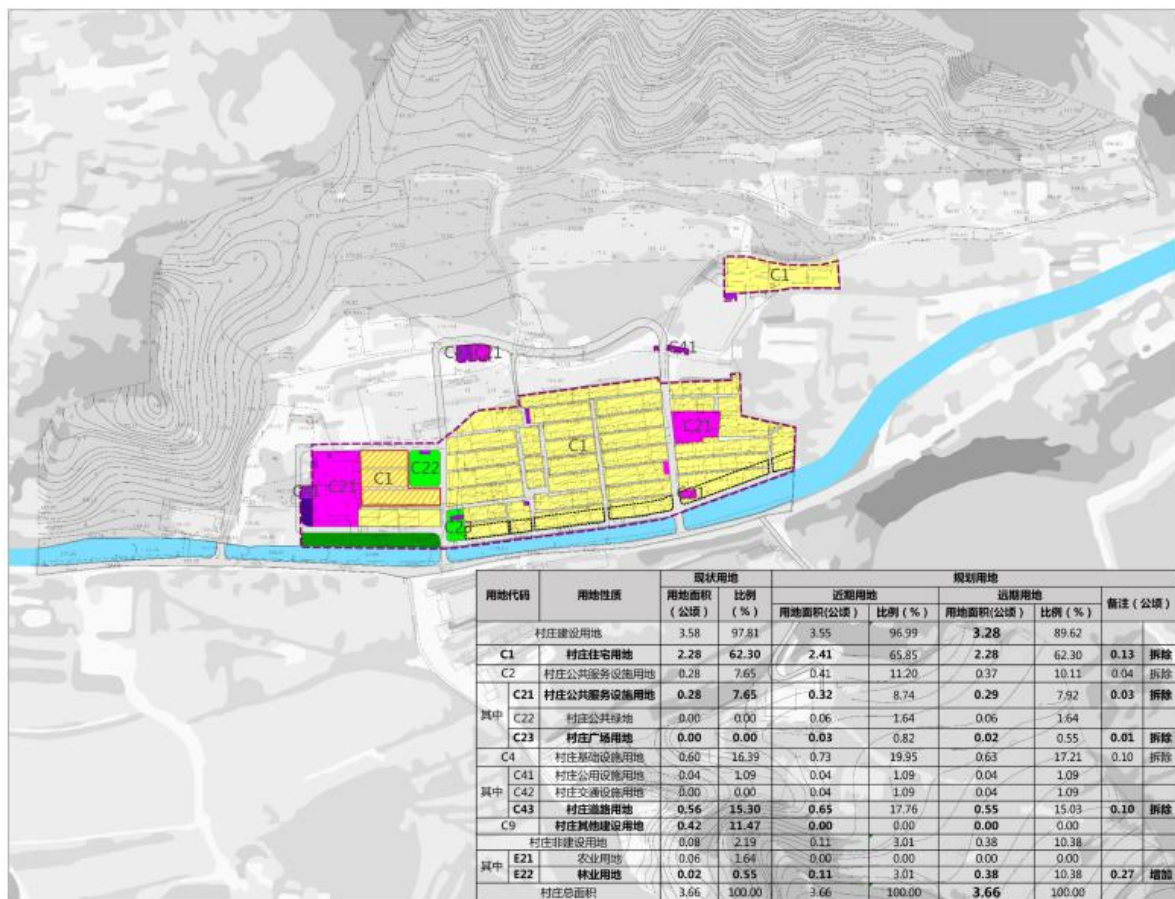 C1
C41
C21
C1
C21
C22
C1
C21
C23
用地代码 用地性质 现状用地 规划用地
用地面积（公顷） 比例（%） 近期用地 远期用地 备注（公顷）
用地面积(公顷) 比例（%） 用地面积(公顷) 比例（%）
村庄建设用地 3.58 97.81 3.55 96.99 3.28 89.62
C1 村庄住宅用地 2.28 62.30 2.41 65.85 2.28 62.30 0.13 拆除
C2 村庄公共服务设施用地 0.28 7.65 0.41 11.20 0.37 10.11 0.04 拆除
其中 C21 村庄公共服务设施用地 0.28 7.65 0.32 8.74 0.29 7.92 0.03 拆除
C22 村庄公共绿地 0.00 0.00 0.06 1.64 0.06 1.64
C23 村庄广场用地 0.00 0.00 0.03 0.82 0.02 0.55 0.01 拆除
C4 村庄基础设施用地 0.60 16.39 0.73 19.95 0.63 17.21 0.10 拆除
其中 C41 村庄公用设施用地 0.04 1.09 0.04 1.09 0.04 1.09
C42 村庄交通设施用地 0.00 0.00 0.04 1.09 0.04 1.09
C43 村庄道路用地 0.56 15.30 0.65 17.76 0.55 15.03 0.10 拆除
C9 村庄其他建设用地 0.42 11.47 0.00 0.00 0.00 0.00
村庄非建设用地 0.08 2.19 0.11 3.01 0.38 10.38
其中 E21 农业用地 0.06 1.64 0.00 0.00 0.00 0.00
E22 林业用地 0.02 0.55 0.11 3.01 0.38 10.38 0.27 增加
村庄总面积 3.66 100.00 3.66 100.00 3.66 100.00